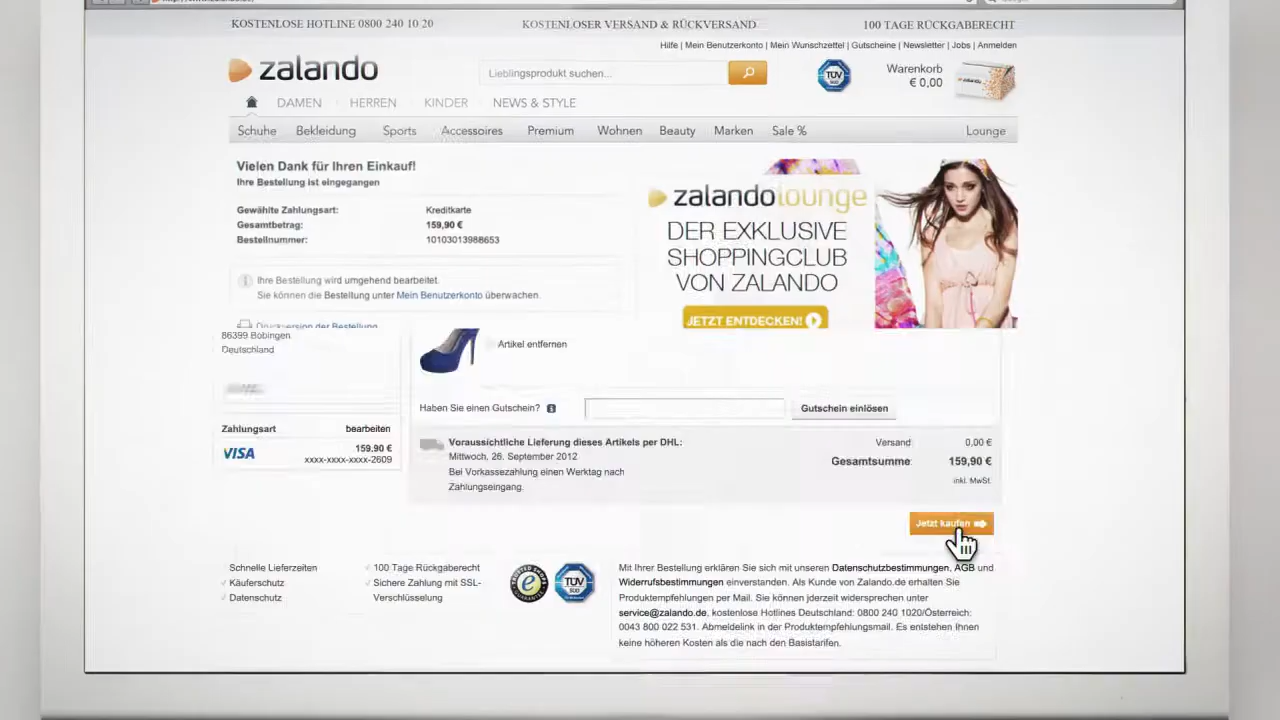 KOSTENLOSE HOTLINE 0800 240 10 20
KOSTENLOSER VERSAND & RÜCKVERSAND
100 TAGE RÜCKGABERECHT
Hilfe | Mein Benutzerkonto | Mein Wunschzettel | Gutscheine | Newsletter | Jobs | Anmelden
zalando
Lieblingsprodukt suchen...
TÜV
SÜD
Warenkorb
€ 0,00
zalando
DAMEN
HERREN
KINDER
NEWS & STYLE
Schuhe
Bekleidung
Sports
Accessoires
Premium
Wohnen
Beauty
Marken
Sale %
Lounge
Vielen Dank für Ihren Einkauf!
Ihre Bestellung ist eingegangen
Gewählte Zahlungsart: Kreditkarte
Gesamtbetrag: 159,90 €
Bestellnummer: 10103013988653
Ihre Bestellung wird umgehend bearbeitet.
Sie können die Bestellung unter Mein Benutzerkonto überwachen.
Druckversion der Bestellung
zalandolounge
DER EXKLUSIVE
SHOPPINGCLUB
VON ZALANDO
JETZT ENTDECKEN!
86399 Bobingen
Deutschland
Zahlungsart bearbeiten
VISA
159.90 €
xxxx-xxxx-xxxx-2609
Artikel entfernen
Haben Sie einen Gutschein?
Gutschein einlösen
Voraussichtliche Lieferung dieses Artikels per DHL:
Mittwoch, 26. September 2012
Bei Vorkassezahlung einen Werktag nach
Zahlungseingang.
Versand: 0,00 €
Gesamtsumme: 159,90 €
inkl. MwSt.
Jetzt kaufen
Schnelle Lieferzeiten
Käuferschutz
Datenschutz
100 Tage Rückgaberecht
Sichere Zahlung mit SSL-
Verschlüsselung
TÜV
SÜD
Mit Ihrer Bestellung erklären Sie sich mit unseren Datenschutzbestimmungen, AGB und
Widerrufsbestimmungen einverstanden. Als Kunde von Zalando.de erhalten Sie
Produktempfehlungen per Mail. Sie können jderzeit widersprechen unter
service@zalando.de, kostenlose Hotlines Deutschland: 0800 240 1020/Österreich:
0043 800 022 531. Abmeldelink in der Produktempfehlungsmail. Es entstehen Ihnen
keine höheren Kosten als die nach den Basistarifen.